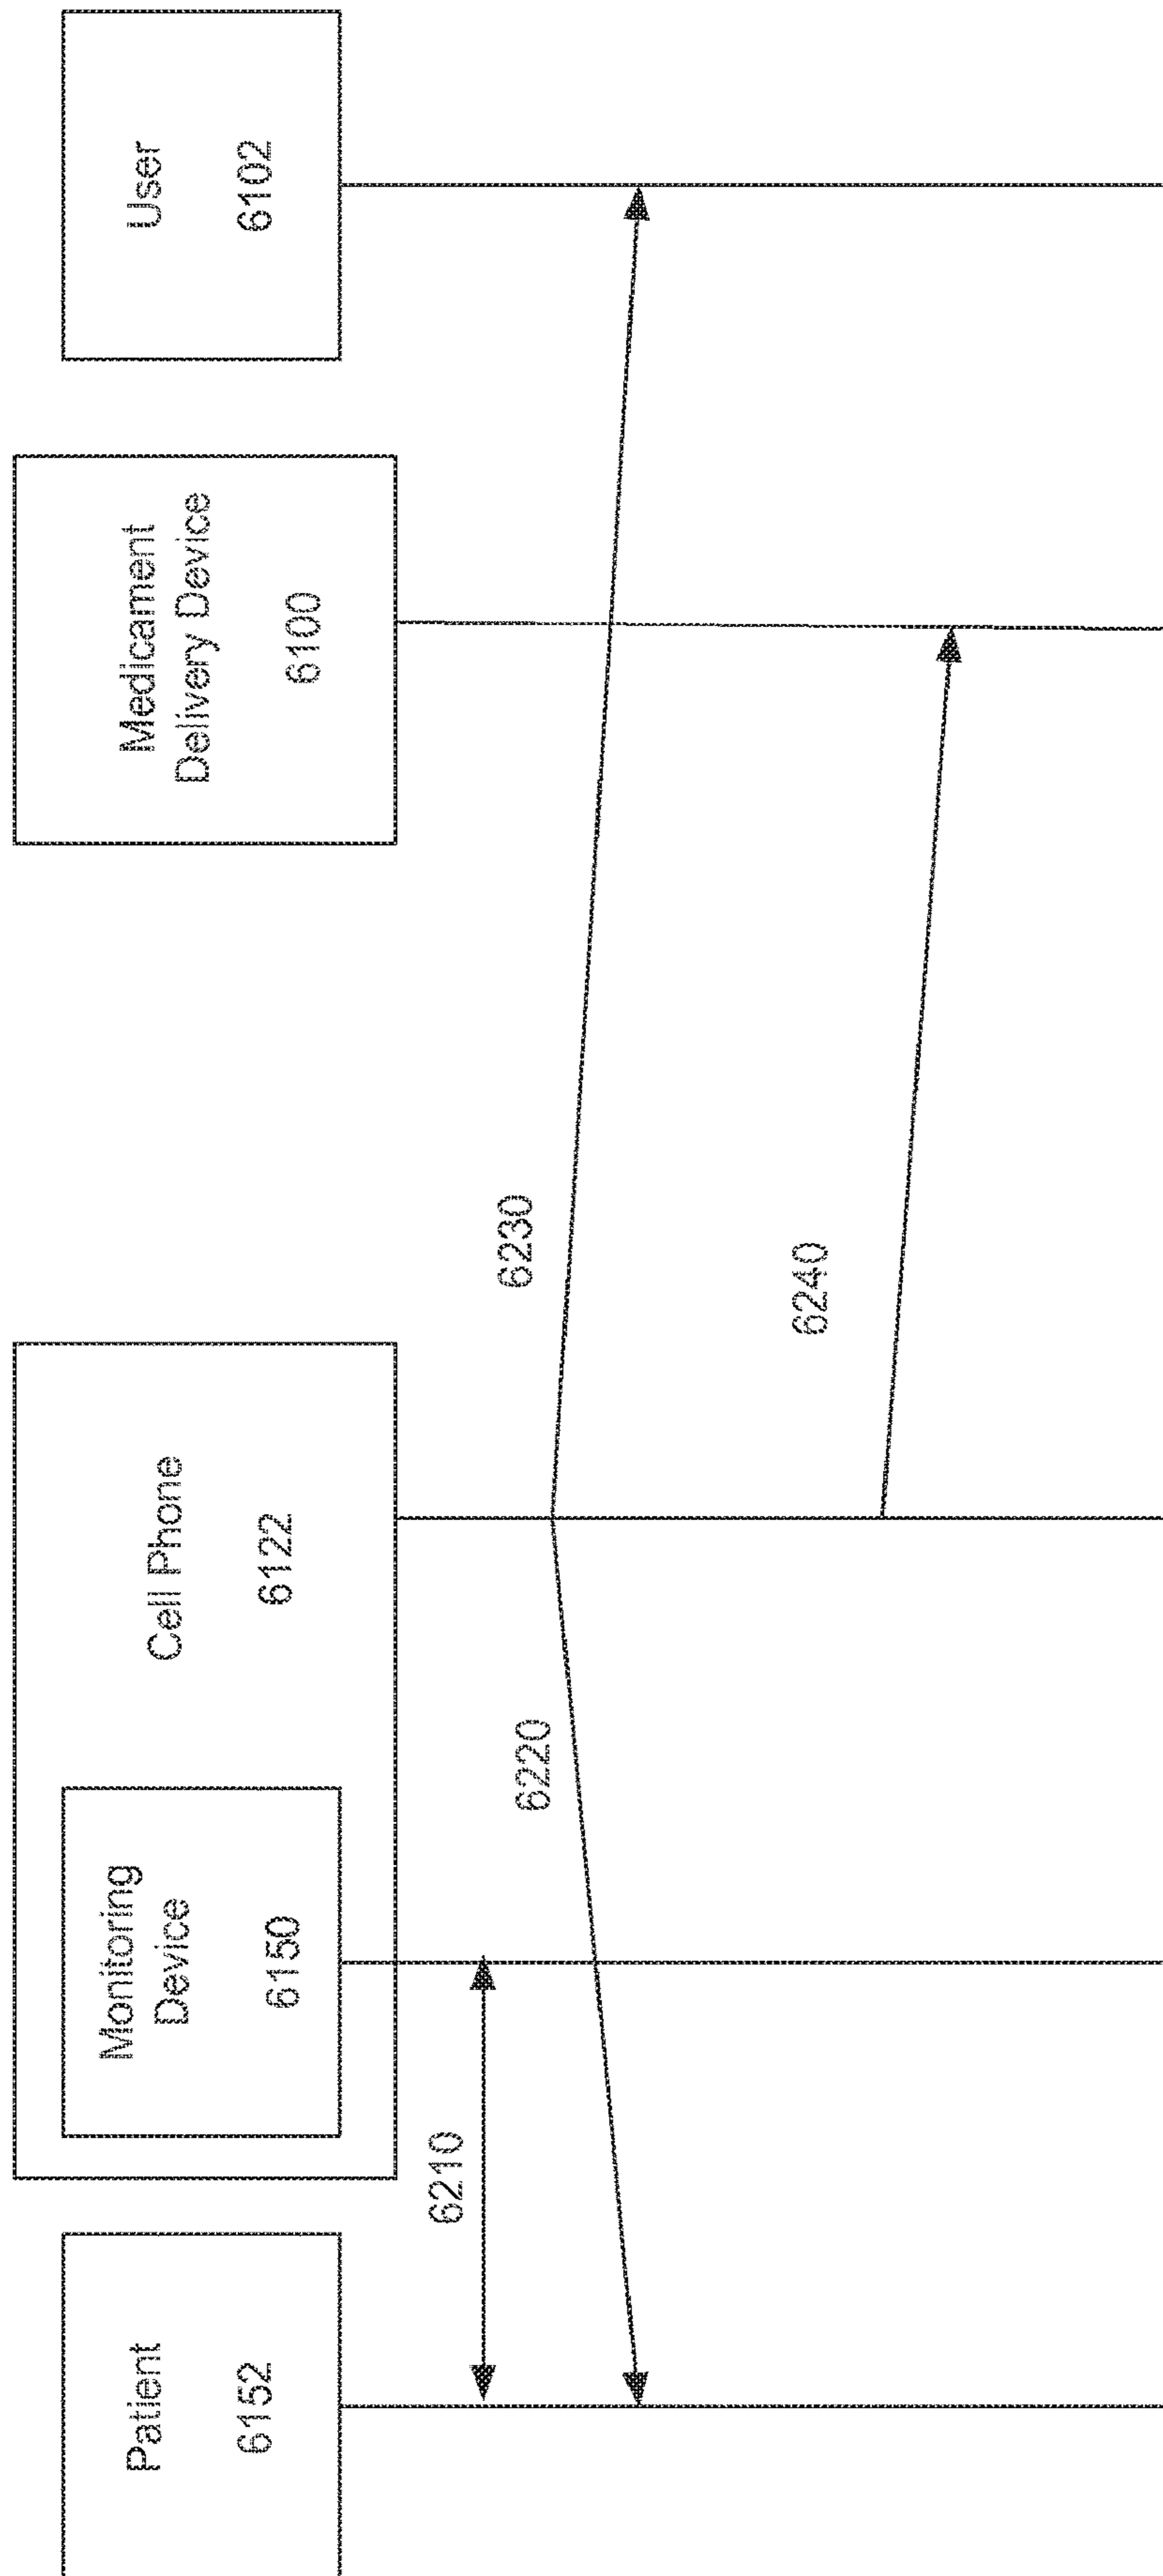 Patient
6152
Monitoring
Device
6150
Cell Phone
6122
Medicament
Delivery Device
6100
User
6102
6210
6220
6230
6240